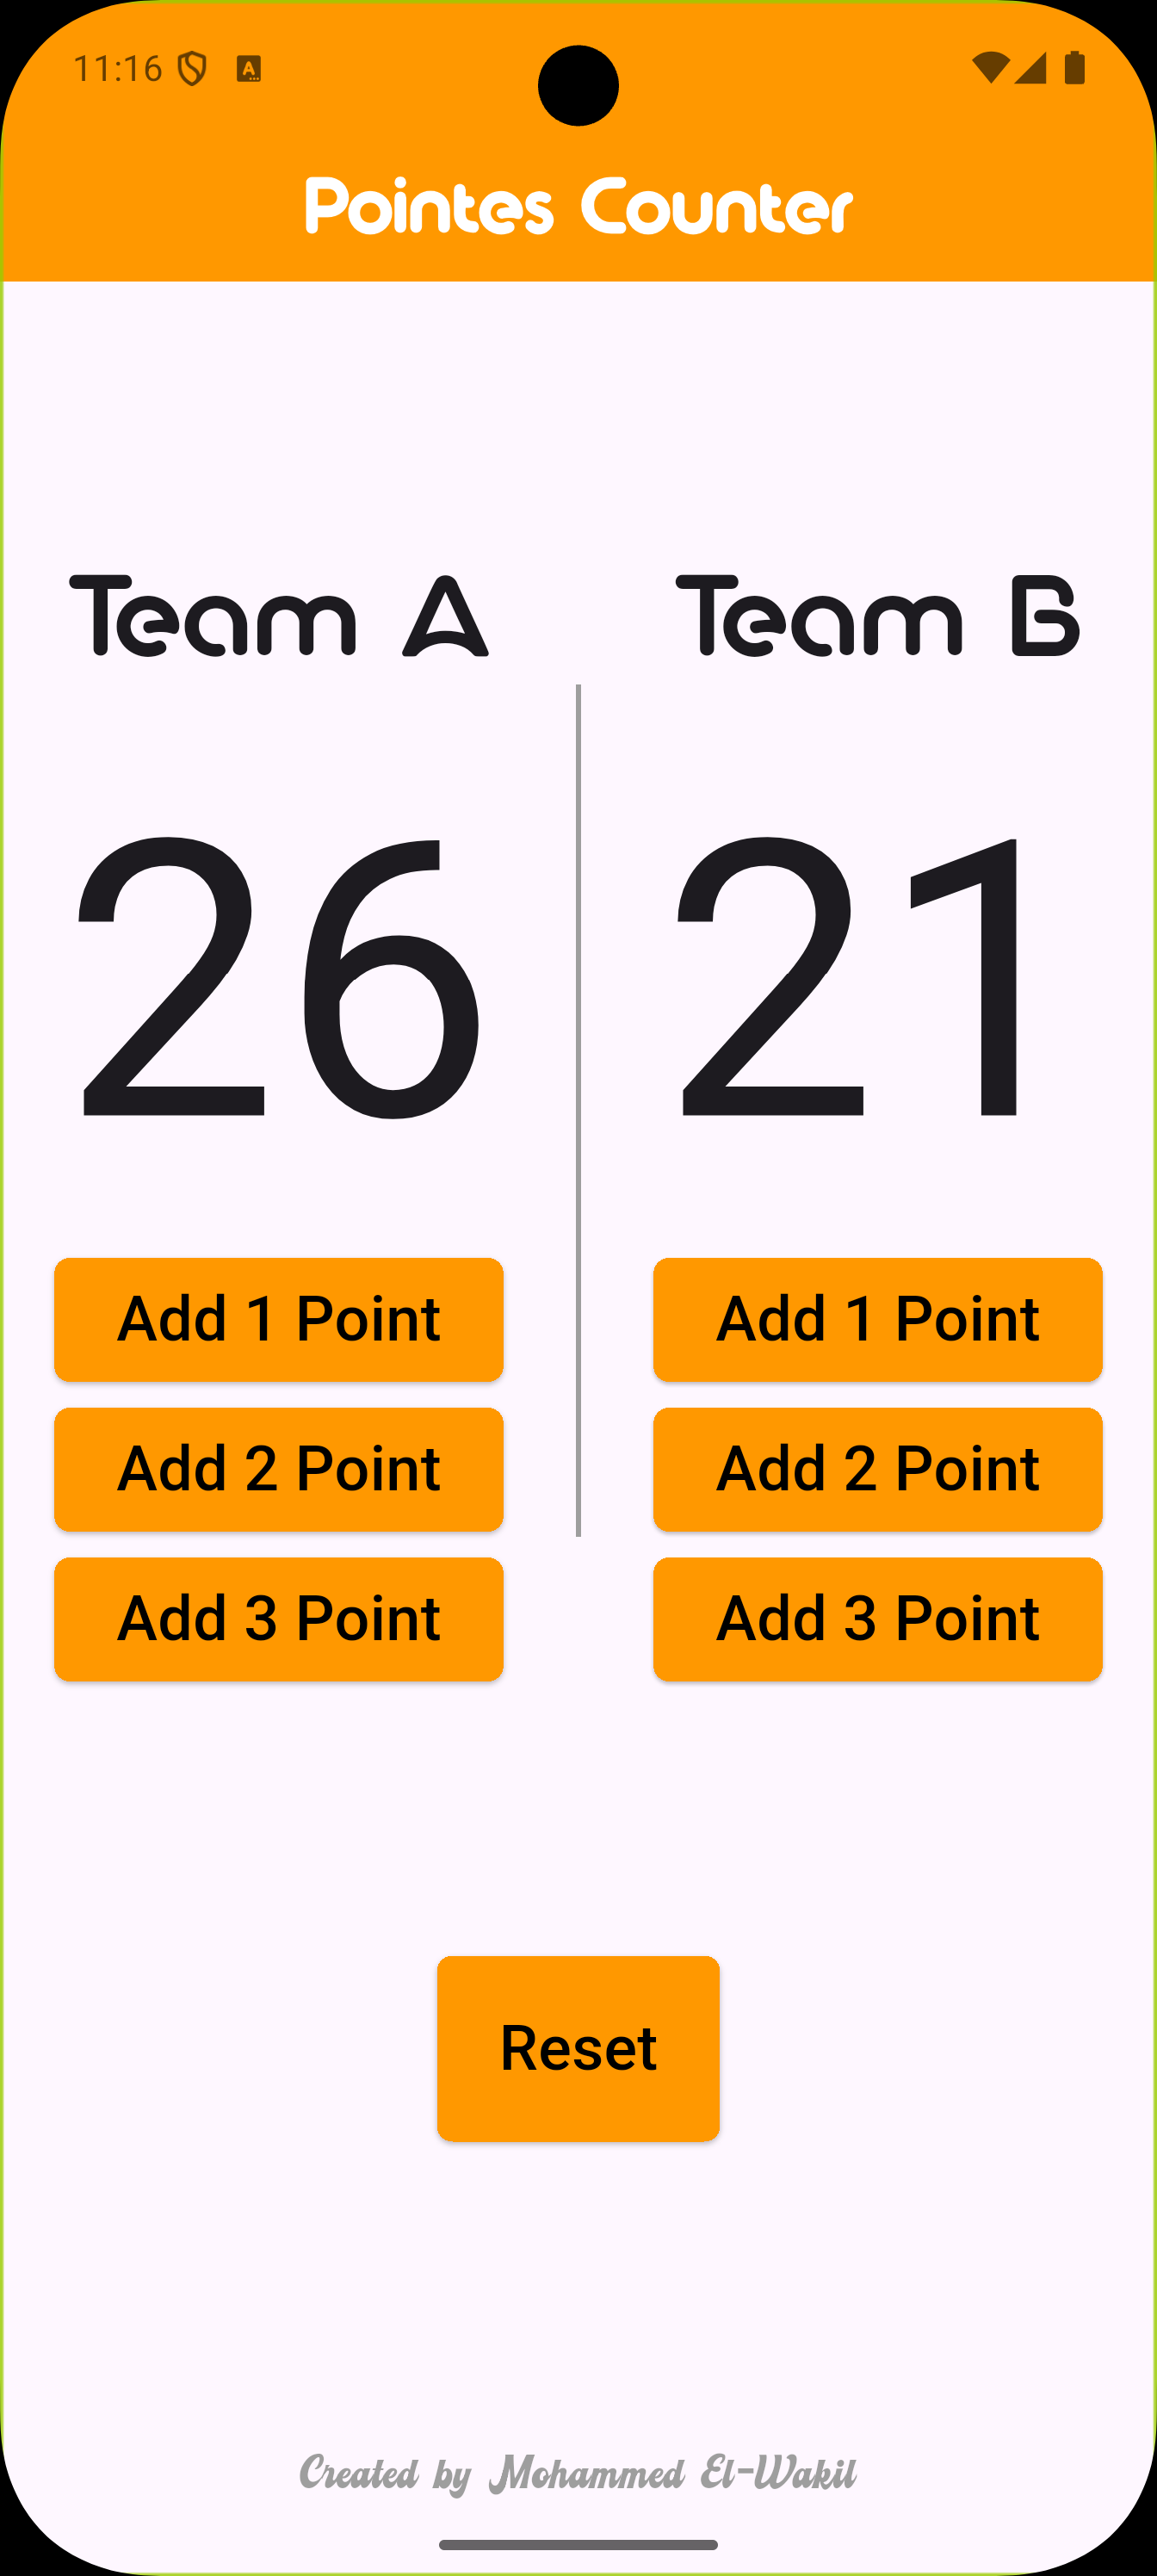 11:16
Pointes Counter
Team A
Team B
26
21
Add 1 Point
Add 1 Point
Add 2 Point
Add 2 Point
Add 3 Point
Add 3 Point
Reset
Created by Mohammed El-Wakil